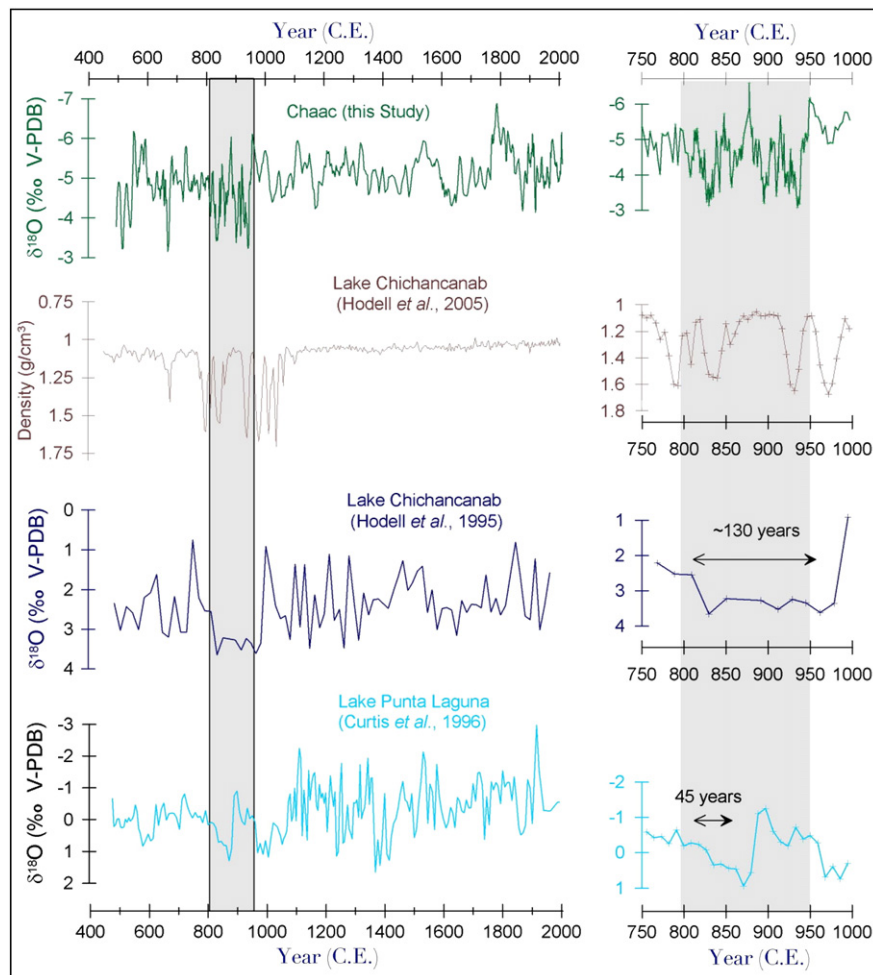 Year (C.E.)
Year (C.E.)
400 600 800 1000 1200 1400 1600 1800 2000
750 800 850 900 950 1000
-7
-6
-5
-4
-3
δ18O (‰ V-PDB)
Chaac (this Study)
-6
-5
-4
-3
0.75
1
1.25
1.5
1.75
Density (g/cm³)
Lake Chichancanab
(Hodell et al., 2005)
1
1.2
1.4
1.6
1.8
750 800 850 900 950 1000
0
1
2
3
4
δ18O (‰ V-PDB)
Lake Chichancanab
(Hodell et al., 1995)
1
2
3
4
~130 years
750 800 850 900 950 1000
-3
-2
-1
0
1
2
δ18O (‰ V-PDB)
Lake Punta Laguna
(Curtis et al., 1996)
-2
-1
0
1
45 years
400 600 800 1000 1200 1400 1600 1800 2000
750 800 850 900 950 1000
Year (C.E.)
Year (C.E.)